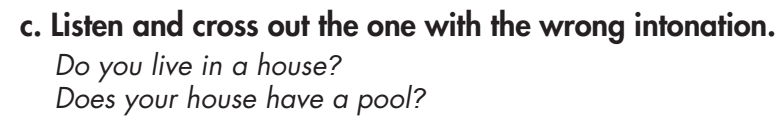 c. Listen and cross out the one with the wrong intonation.
Do you live in a house?
Does your house have a pool?